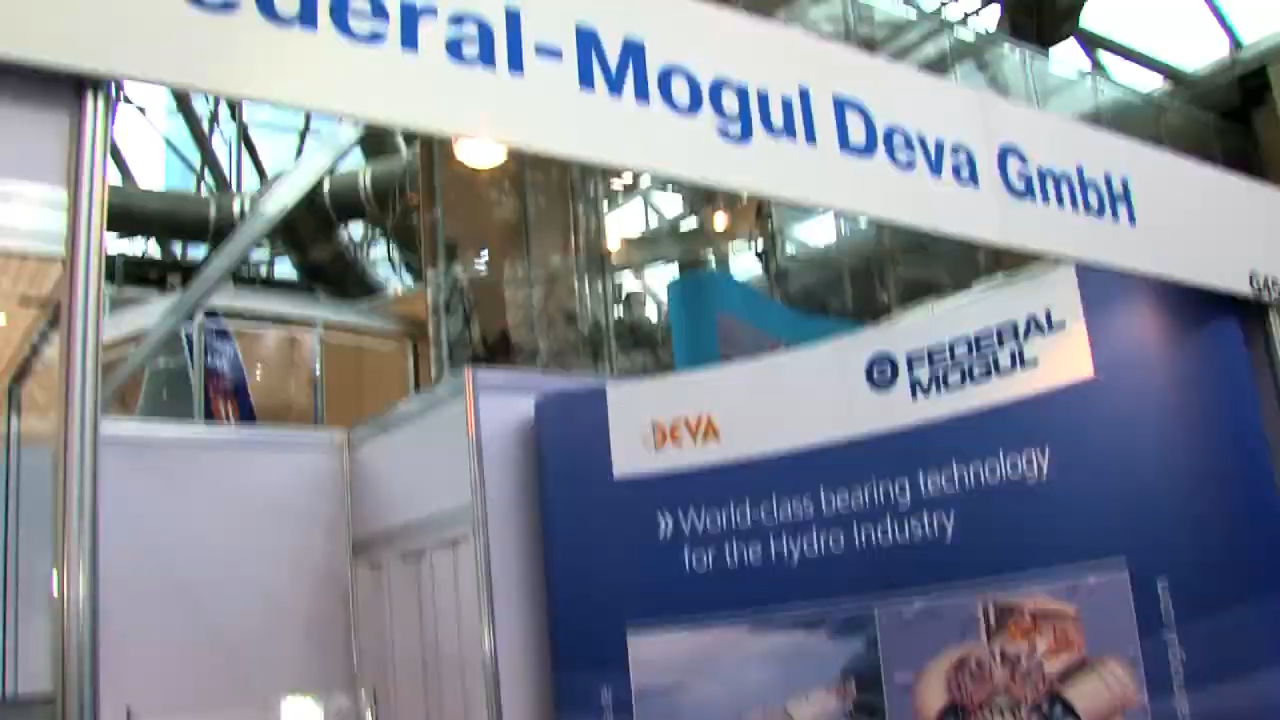 ederal-Mogul Deva GmbH
FEDERAL
MOGUL
DEVA
» World-class bearing technology
for the Hydro Industry